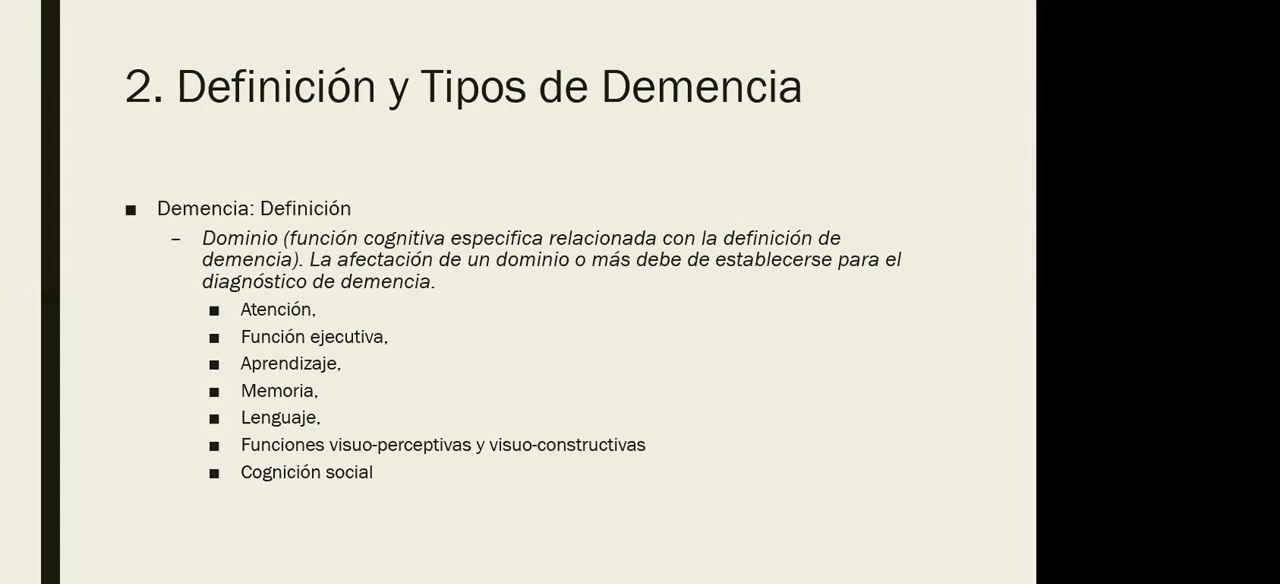 2. Definición y Tipos de Demencia
■ Demencia: Definición
– Dominio (función cognitiva especifica relacionada con la definición de
demencia). La afectación de un dominio o más debe de establecerse para el
diagnóstico de demencia.
■ Atención,
■ Función ejecutiva,
■ Aprendizaje,
■ Memoria,
■ Lenguaje,
■ Funciones visuo-perceptivas y visuo-constructivas
■ Cognición social